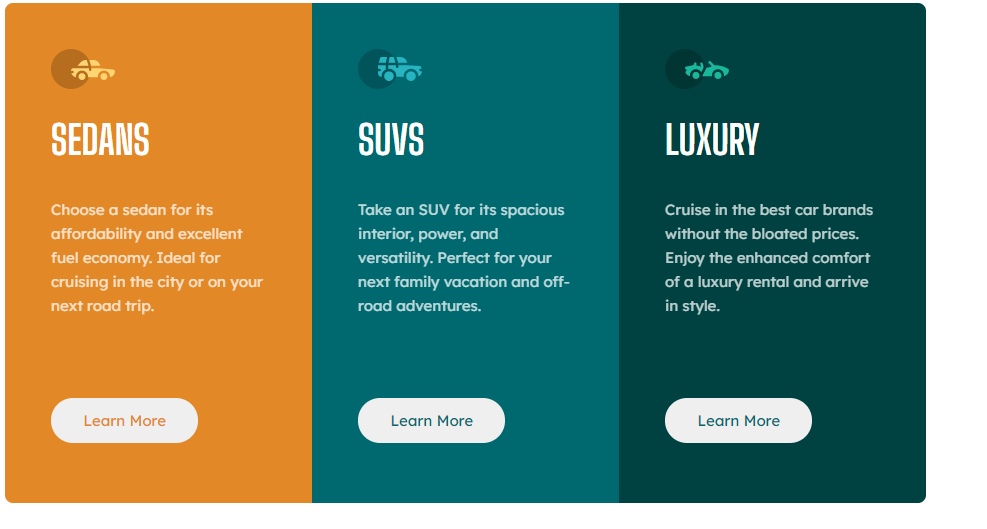 SEDANS
Choose a sedan for its
affordability and excellent
fuel economy. Ideal for
cruising in the city or on your
next road trip.
Learn More
SUVS
Take an SUV for its spacious
interior, power, and
versatility. Perfect for your
next family vacation and off-
road adventures.
Learn More
LUXURY
Cruise in the best car brands
without the bloated prices.
Enjoy the enhanced comfort
of a luxury rental and arrive
in style.
Learn More